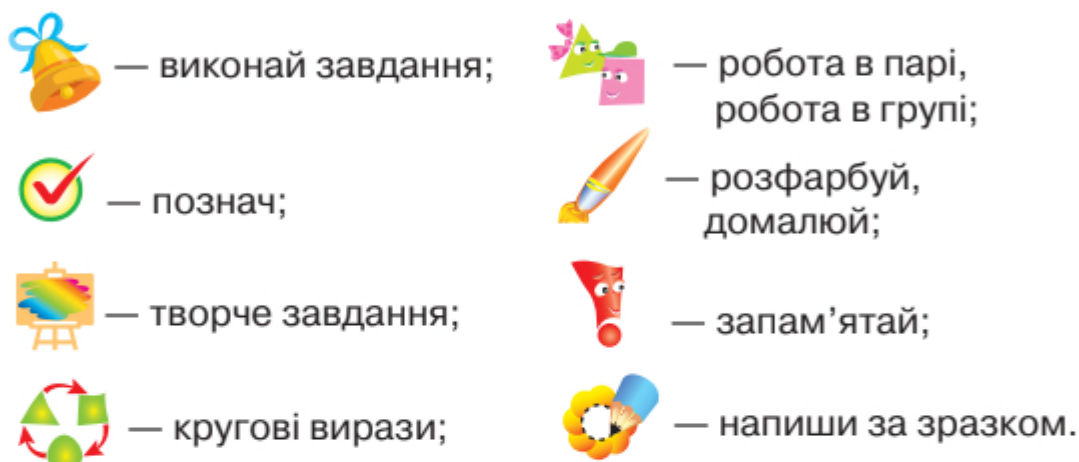 — виконай завдання;
— познач;
— творче завдання;
— кругові вирази;
— робота в парі,
робота в групі;
— розфарбуй,
домалюй;
— запам’ятай;
— напиши за зразком.